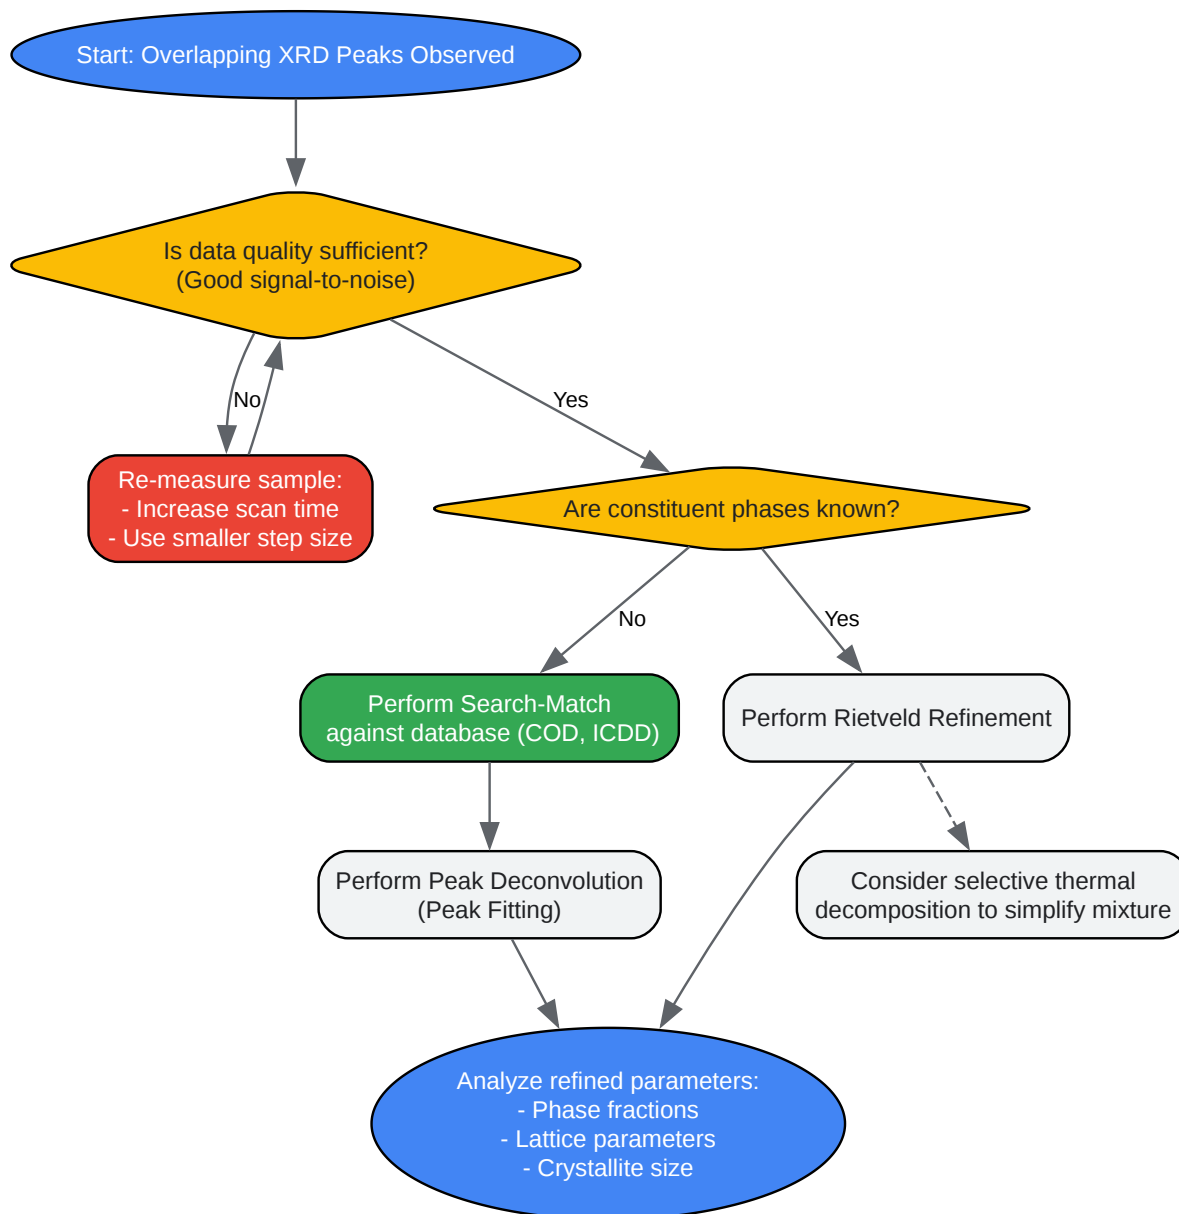 Start: Overlapping XRD Peaks Observed
Is data quality sufficient?
(Good signal-to-noise)
No
Yes
Re-measure sample:
- Increase scan time
- Use smaller step size
Are constituent phases known?
No
Yes
Perform Search-Match
against database (COD, ICDD)
Perform Rietveld Refinement
Perform Peak Deconvolution
(Peak Fitting)
Consider selective thermal
decomposition to simplify mixture
Analyze refined parameters:
- Phase fractions
- Lattice parameters
- Crystallite size